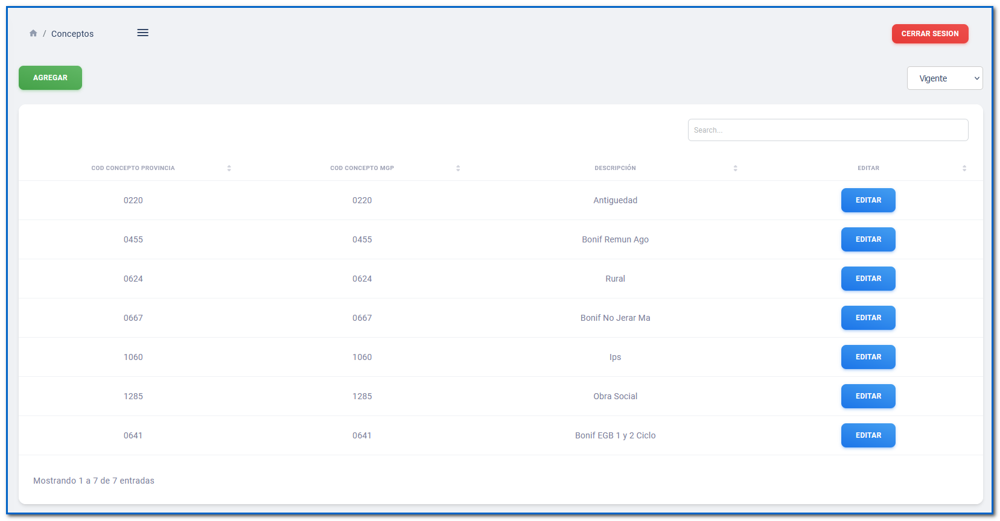 / Conceptos
CERRAR SESION
AGREGAR
Vigente
Search...
COD CONCEPTO PROVINCIA COD CONCEPTO MGP DESCRIPCIÓN EDITAR
0220 0220 Antiguedad EDITAR
0455 0455 Bonif Remun Ago EDITAR
0624 0624 Rural EDITAR
0667 0667 Bonif No Jerar Ma EDITAR
1060 1060 Ips EDITAR
1285 1285 Obra Social EDITAR
0641 0641 Bonif EGB 1 y 2 Ciclo EDITAR
Mostrando 1 a 7 de 7 entradas